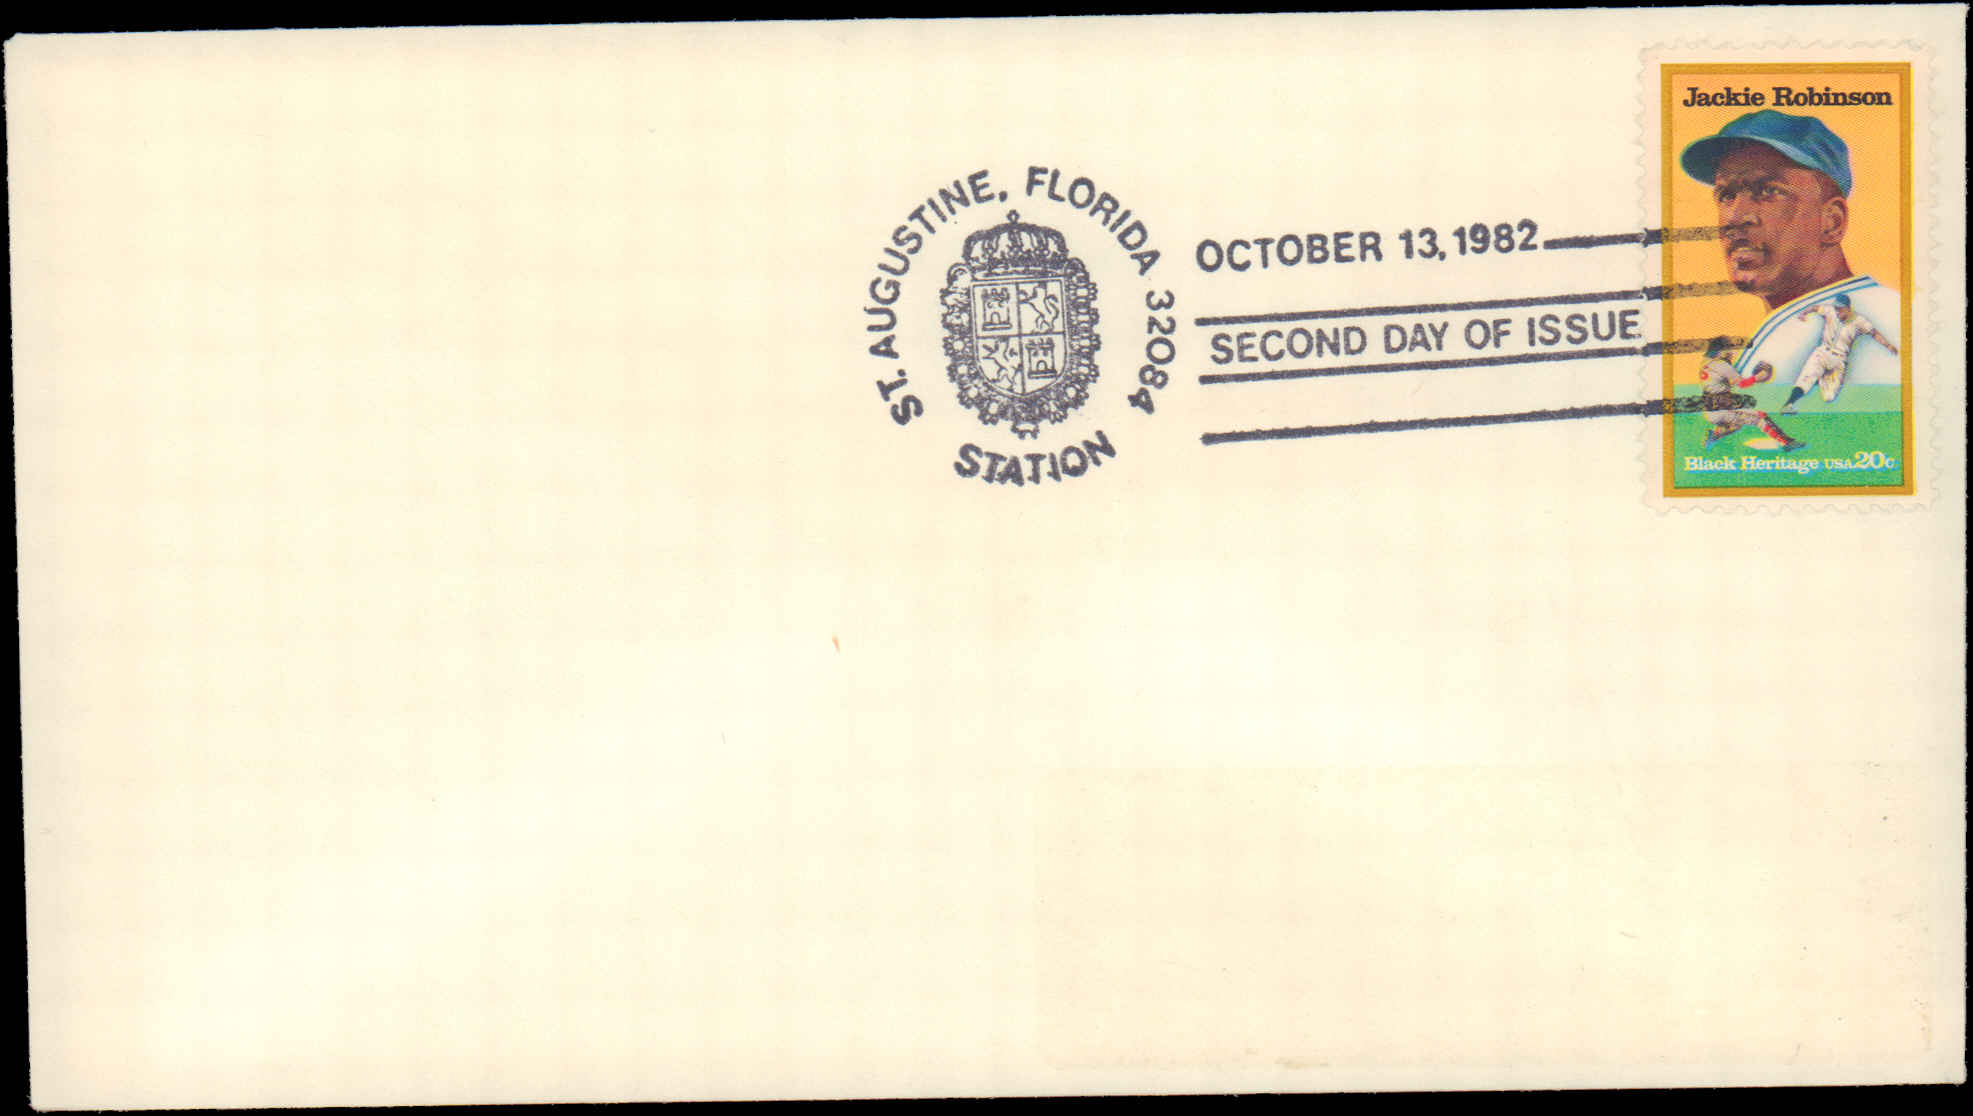 ST. AUGUSTINE, FLORIDA 32084
STATION
OCTOBER 13, 1982
SECOND DAY OF ISSUE
Jackie Robinson
Black Heritage USA 20c